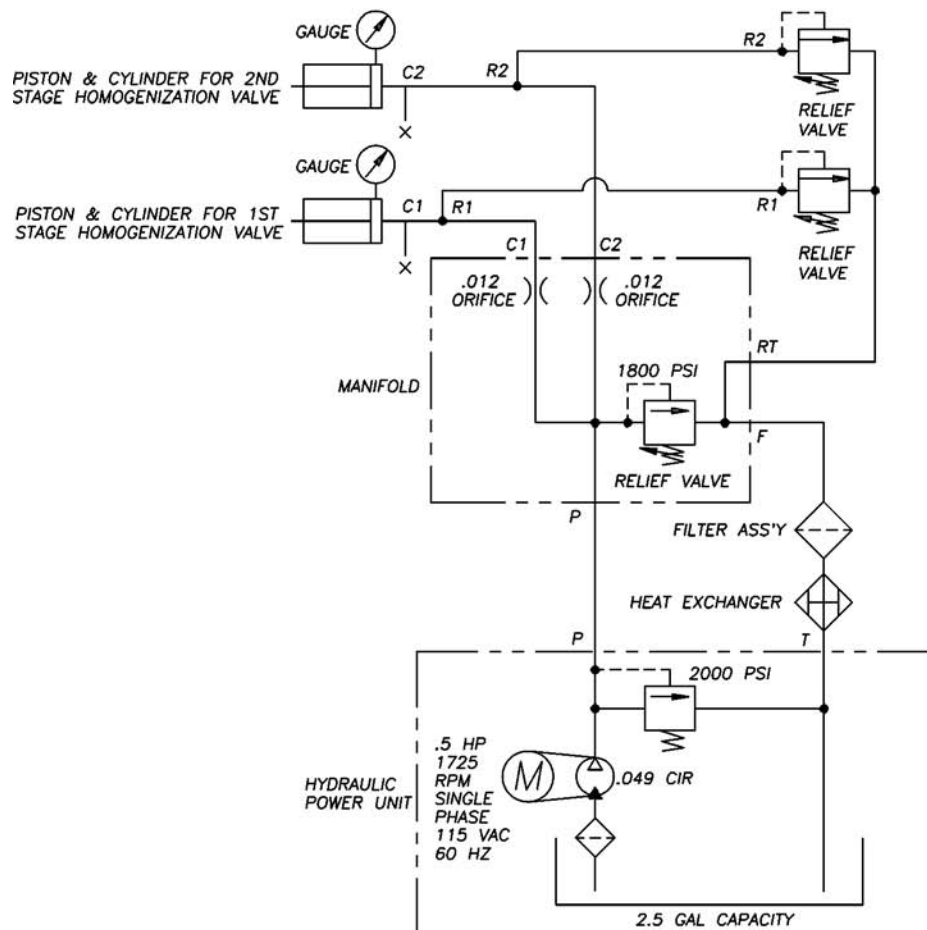 GAUGE
C2
R2
R2
PISTON & CYLINDER FOR 2ND
STAGE HOMOGENIZATION VALVE
RELIEF
VALVE
GAUGE
C1
R1
R1
PISTON & CYLINDER FOR 1ST
STAGE HOMOGENIZATION VALVE
RELIEF
VALVE
C1
C2
.012
ORIFICE
.012
ORIFICE
RT
MANIFOLD
1800 PSI
F
RELIEF VALVE
P
FILTER ASS'Y
HEAT EXCHANGER
P
T
2000 PSI
HYDRAULIC
POWER UNIT
.5 HP
1725
RPM
SINGLE
PHASE
115 VAC
60 HZ
M
.049 CIR
2.5 GAL CAPACITY